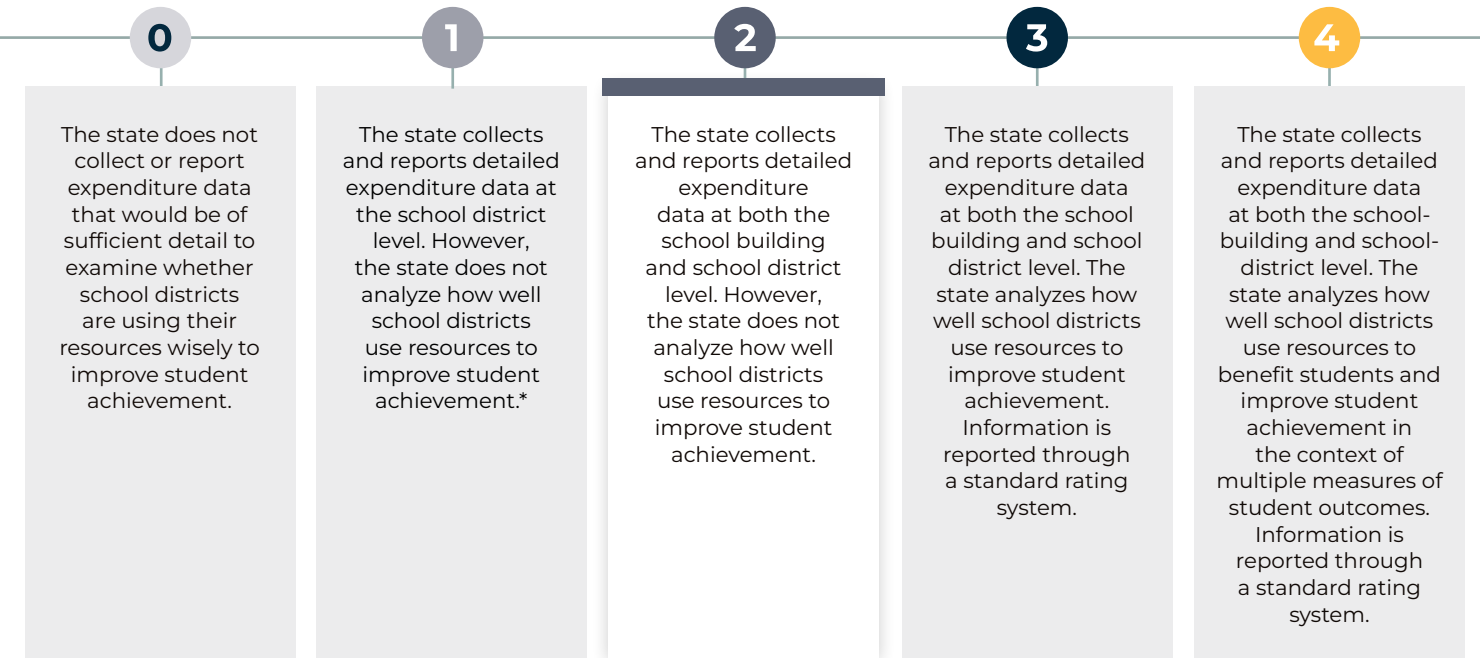 0
The state does not
collect or report
expenditure data
that would be of
sufficient detail to
examine whether
school districts
are using their
resources wisely to
improve student
achievement.
1
The state collects
and reports detailed
expenditure data at
the school district
level. However,
the state does not
analyze how well
school districts
use resources to
improve student
achievement.*
2
The state collects
and reports detailed
expenditure
data at both the
school building
and school district
level. However,
the state does not
analyze how well
school districts
use resources to
improve student
achievement.
3
The state collects
and reports detailed
expenditure data
at both the school
building and school
district level. The
state analyzes how
well school districts
use resources to
improve student
achievement.
Information is
reported through
a standard rating
system.
4
The state collects
and reports detailed
expenditure data
at both the school-
building and school-
district level. The
state analyzes how
well school districts
use resources to
benefit students and
improve student
achievement in
the context of
multiple measures of
student outcomes.
Information is
reported through
a standard rating
system.